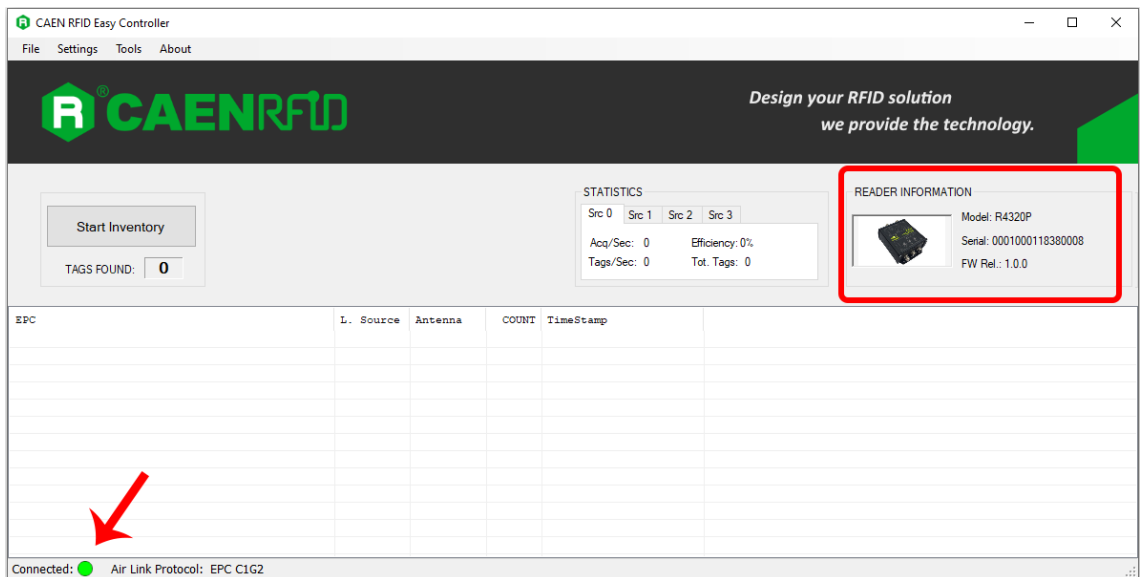 CAEN RFID Easy Controller
File Settings Tools About
R®CAENRFID
Design your RFID solution
we provide the technology.
Start Inventory
TAGS FOUND: 0
STATISTICS
Src 0 Src 1 Src 2 Src 3
Acq/Sec: 0 Efficiency: 0%
Tags/Sec: 0 Tot. Tags: 0
READER INFORMATION
Model: R4320P
Serial: 0001000118380008
FW Rel.: 1.0.0
EPC L. Source Antenna COUNT TimeStamp
Connected: Air Link Protocol: EPC C1G2